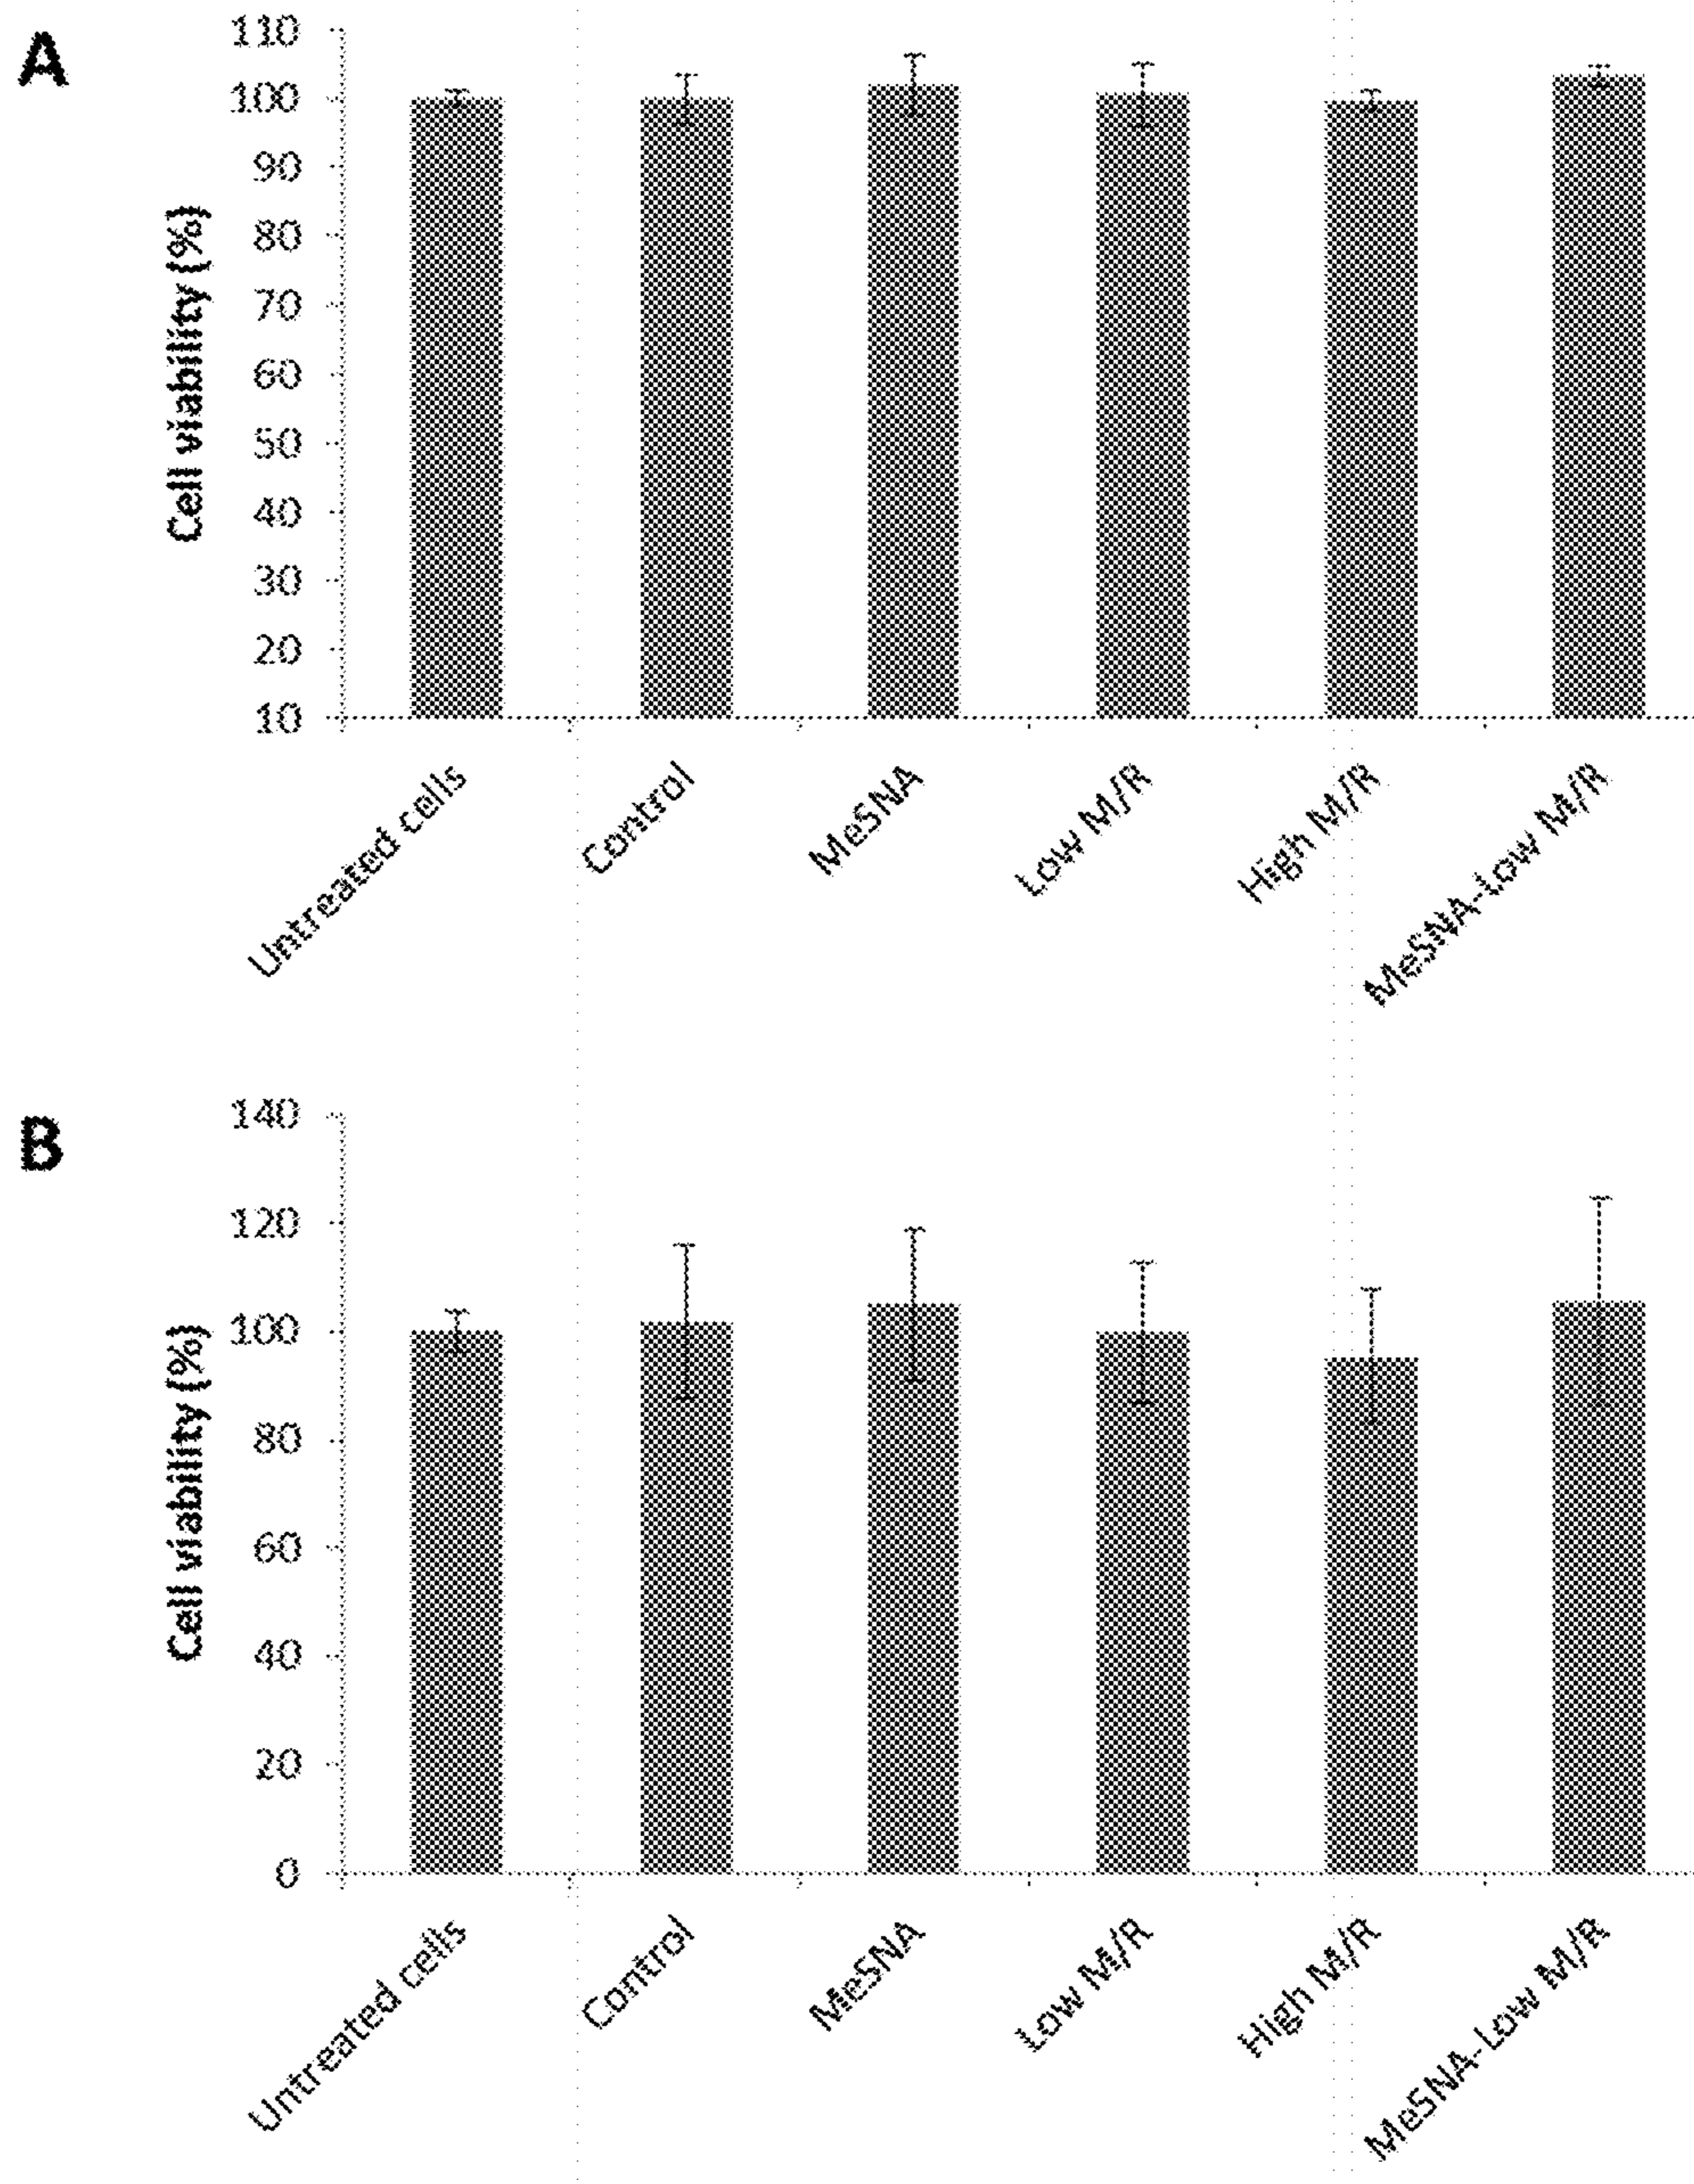 A
Cell viability (%)
110
100
90
80
70
60
50
40
30
20
10
Untreated cells
Control
MeSNA
Low M/R
High M/R
MeSNA-Low M/R
B
Cell viability (%)
140
120
100
80
60
40
20
0
Untreated cells
Control
MeSNA
Low M/R
High M/R
MeSNA-Low M/R